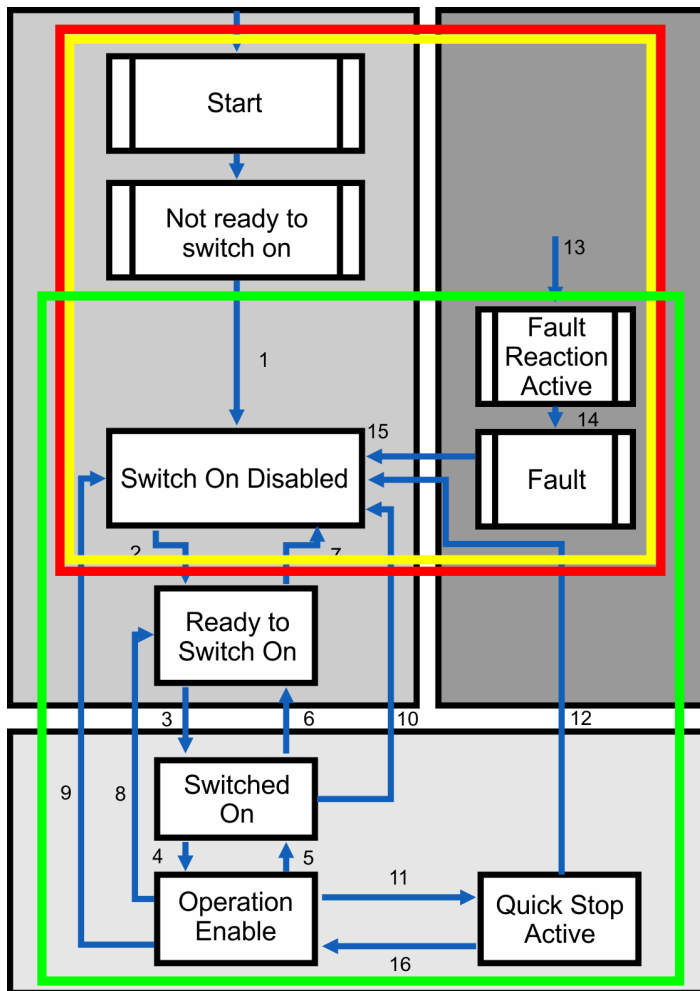 Start
Not ready to
switch on
13
Fault
Reaction
Active
1
14
15
Switch On Disabled
Fault
2
7
Ready to
Switch On
3
6
10
12
Switched
On
9
8
4
5
11
Operation
Enable
Quick Stop
Active
16